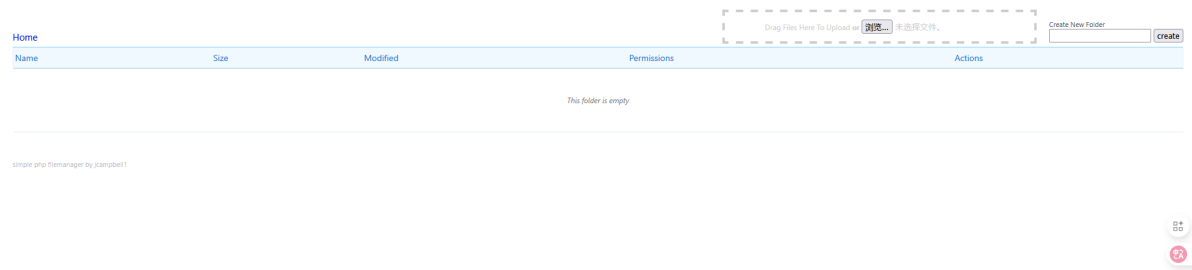 Home
Drag Files Here To Upload or 浏览... 未选择文件。
Create New Folder
create
Name Size Modified Permissions Actions
This folder is empty
simple php filemanager by jcampbell1